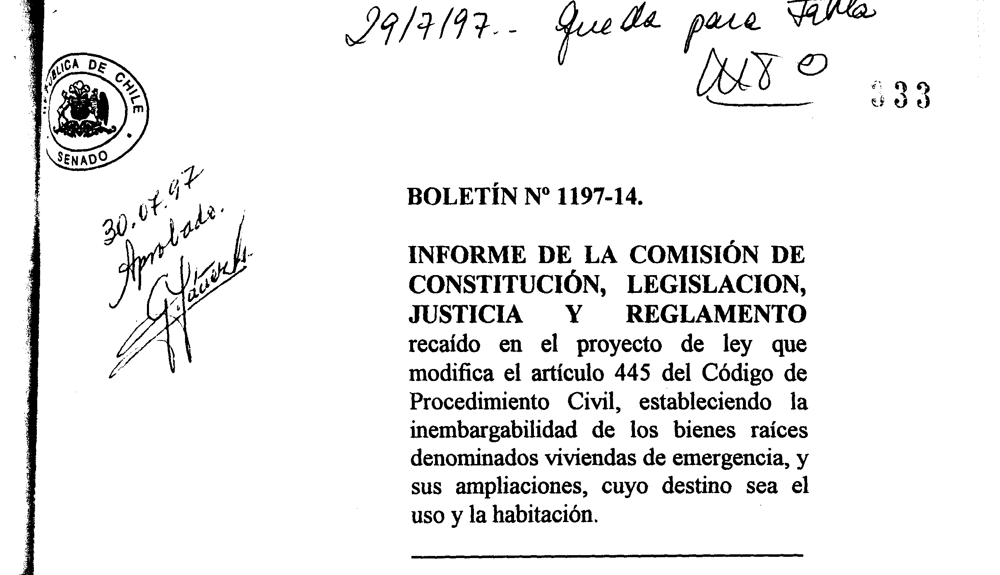 29/7/97.- Queda para Tabla
333
REPÚBLICA DE CHILE
SENADO
30.07.97
Aprobado.
BOLETÍN Nº 1197-14.
INFORME DE LA COMISIÓN DE
CONSTITUCIÓN, LEGISLACION,
JUSTICIA Y REGLAMENTO
recaído en el proyecto de ley que
modifica el artículo 445 del Código de
Procedimiento Civil, estableciendo la
inembargabilidad de los bienes raíces
denominados viviendas de emergencia, y
sus ampliaciones, cuyo destino sea el
uso y la habitación.